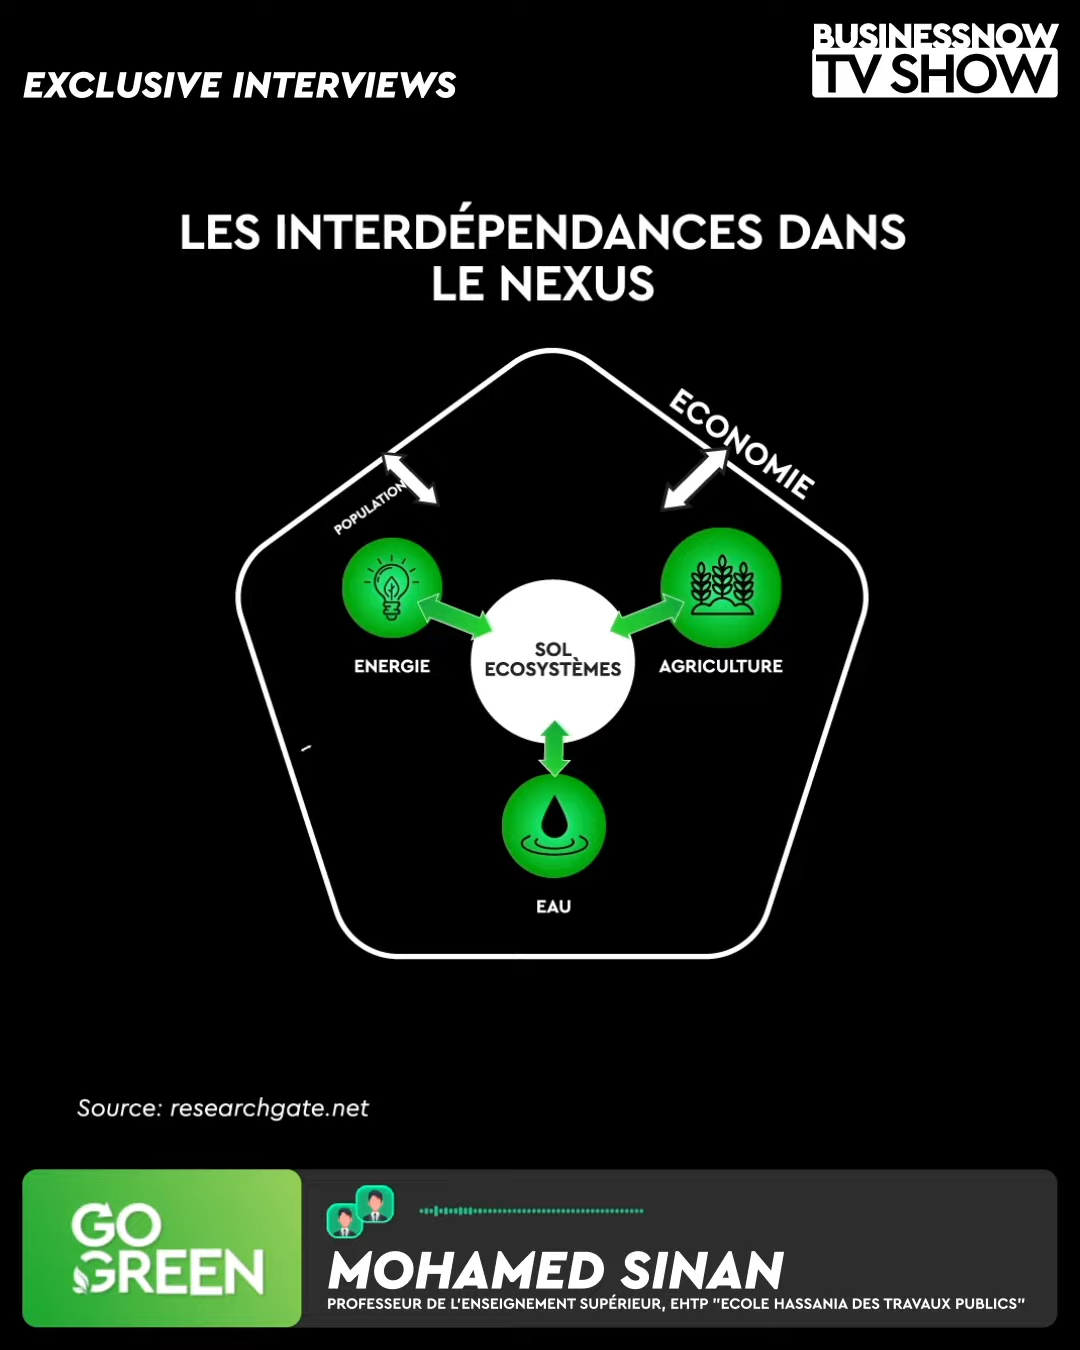 BUSINESSNOW
TV SHOW
EXCLUSIVE INTERVIEWS
LES INTERDÉPENDANCES DANS
LE NEXUS
ECONOMIE
POPULATION
SOL
ECOSYSTÈMES
ENERGIE
AGRICULTURE
EAU
Source: researchgate.net
GO
GREEN
MOHAMED SINAN
PROFESSEUR DE L'ENSEIGNEMENT SUPÉRIEUR, EHTP "ECOLE HASSANIA DES TRAVAUX PUBLICS"